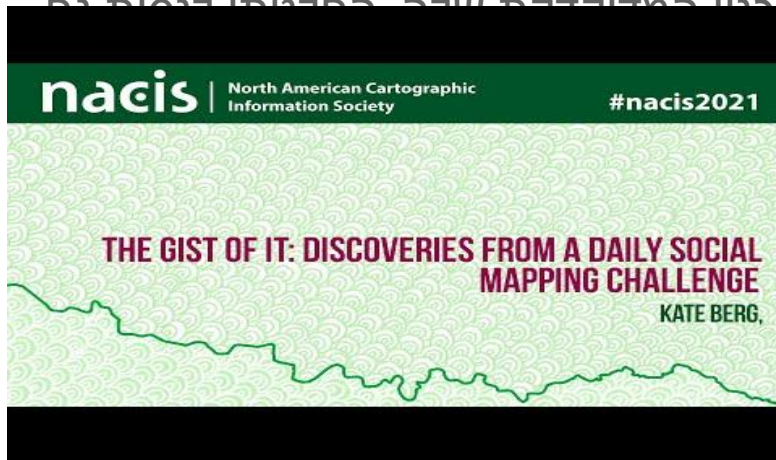 nacis | North American Cartographic
Information Society
#nacis2021
THE GIST OF IT: DISCOVERIES FROM A DAILY SOCIAL
MAPPING CHALLENGE
KATE BERG,